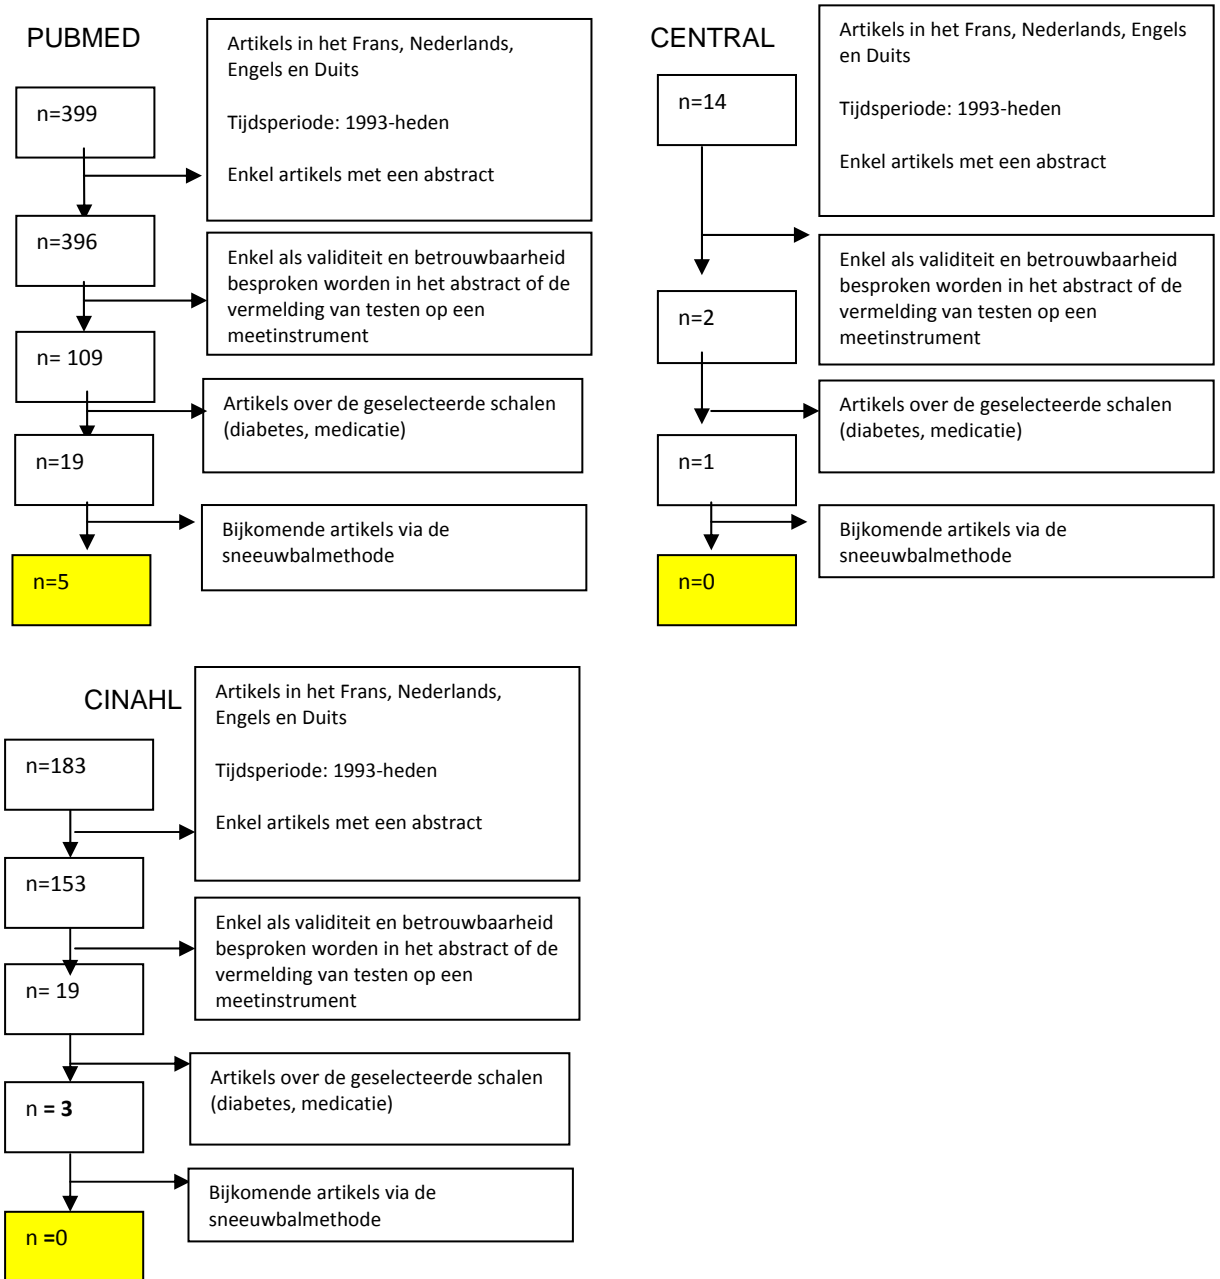 PUBMED
n=399
Artikels in het Frans, Nederlands,
Engels en Duits
Tijdsperiode: 1993-heden
Enkel artikels met een abstract
n=396
Enkel als validiteit en betrouwbaarheid
besproken worden in het abstract of de
vermelding van testen op een
meetinstrument
n= 109
Artikels over de geselecteerde schalen
(diabetes, medicatie)
n=19
Bijkomende artikels via de
sneeuwbalmethode
n=5
CENTRAL
n=14
Artikels in het Frans, Nederlands, Engels
en Duits
Tijdsperiode: 1993-heden
Enkel artikels met een abstract
Enkel als validiteit en betrouwbaarheid
besproken worden in het abstract of de
vermelding van testen op een
meetinstrument
n=2
Artikels over de geselecteerde schalen
(diabetes, medicatie)
n=1
Bijkomende artikels via de
sneeuwbalmethode
n=0
CINAHL
n=183
Artikels in het Frans, Nederlands,
Engels en Duits
Tijdsperiode: 1993-heden
Enkel artikels met een abstract
n=153
Enkel als validiteit en betrouwbaarheid
besproken worden in het abstract of de
vermelding van testen op een
meetinstrument
n= 19
Artikels over de geselecteerde schalen
(diabetes, medicatie)
n = 3
Bijkomende artikels via de
sneeuwbalmethode
n =0